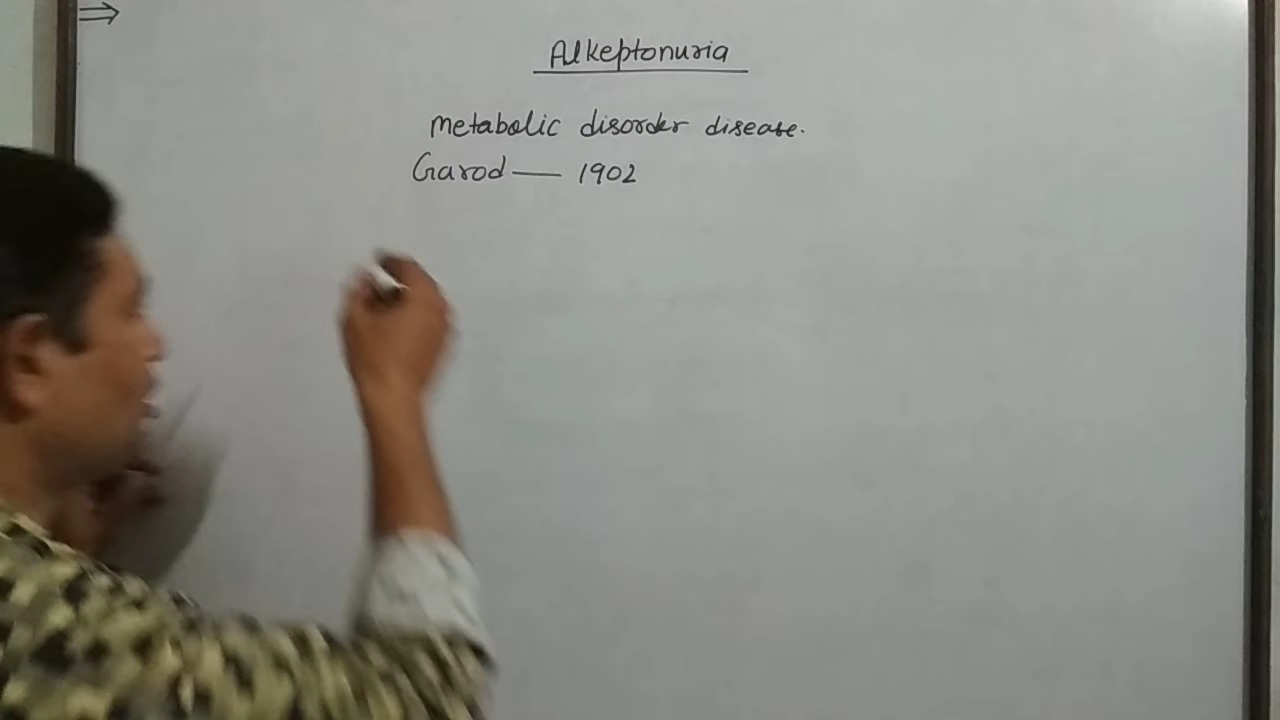 ⇒
Alkeptonuria
Metabolic disorder disease.
Garod — 1902